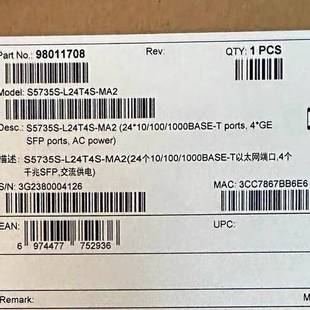 Part No.: 98011708 Rev: QTY: 1 PCS
Model: S5735S-L24T4S-MA2
Desc.: S5735S-L24T4S-MA2 (24*10/100/1000BASE-T ports, 4*GE
SFP ports, AC power)
描述: S5735S-L24T4S-MA2(24个10/100/1000BASE-T以太网端口,4个
千兆SFP,交流供电)
S/N: 3G2380004126 MAC: 3CC7867BB6E6
EAN: UPC:
6 974477 752936
Remark: